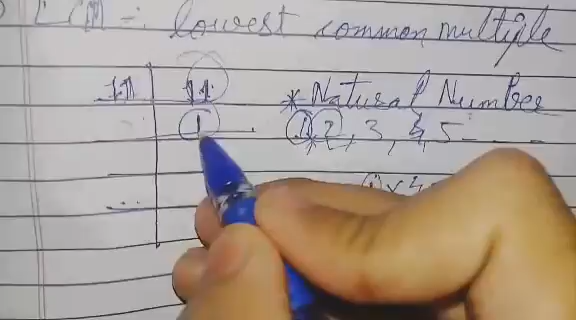 LCM = lowest common multiple
11 11 * Natural Number
1 1, 2, 3, 4, 5 - - - -